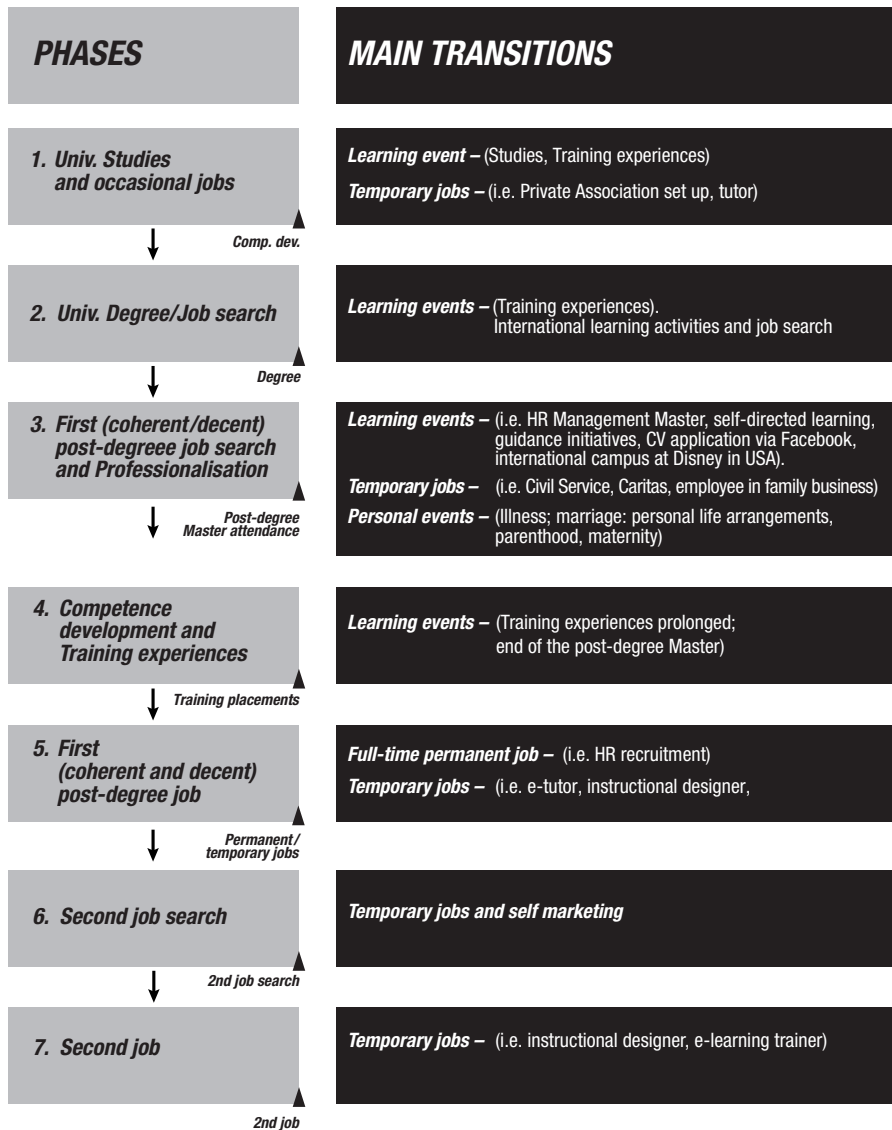 PHASES
MAIN TRANSITIONS
1. Univ. Studies
and occasional jobs
Learning event – (Studies, Training experiences)
Temporary jobs – (i.e. Private Association set up, tutor)
Comp. dev.
2. Univ. Degree/Job search
Learning events – (Training experiences).
International learning activities and job search
Degree
3. First (coherent/decent)
post-degreee job search
and Professionalisation
Learning events – (i.e. HR Management Master, self-directed learning,
guidance initiatives, CV application via Facebook,
international campus at Disney in USA).
Temporary jobs – (i.e. Civil Service, Caritas, employee in family business)
Personal events – (Illness; marriage: personal life arrangements,
parenthood, maternity)
Post-degree
Master attendance
4. Competence
development and
Training experiences
Learning events – (Training experiences prolonged;
end of the post-degree Master)
Training placements
5. First
(coherent and decent)
post-degree job
Full-time permanent job – (i.e. HR recruitment)
Temporary jobs – (i.e. e-tutor, instructional designer,
Permanent/
temporary jobs
6. Second job search
Temporary jobs and self marketing
2nd job search
7. Second job
Temporary jobs – (i.e. instructional designer, e-learning trainer)
2nd job